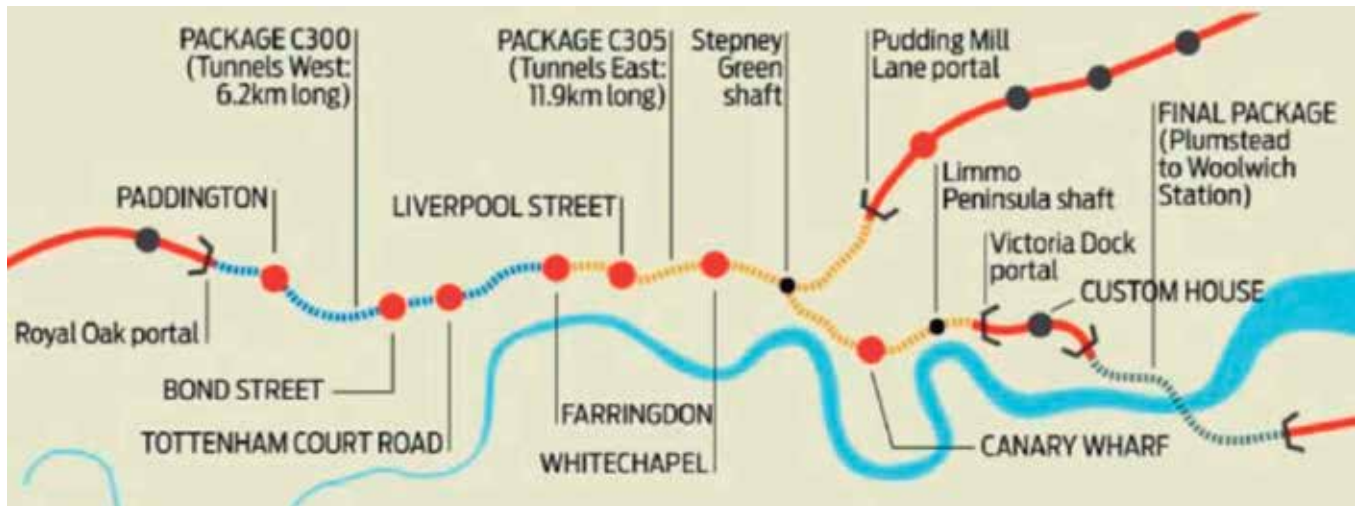 PACKAGE C300
(Tunnels West:
6.2km long)
PACKAGE C305
(Tunnels East:
11.9km long)
Stepney
Green
shaft
Pudding Mill
Lane portal
FINAL PACKAGE
(Plumstead
to Woolwich
Station)
Limmo
Peninsula shaft
PADDINGTON
LIVERPOOL STREET
Victoria Dock
portal
CUSTOM HOUSE
Royal Oak portal
BOND STREET
FARRINGDON
TOTTENHAM COURT ROAD
WHITECHAPEL
CANARY WHARF